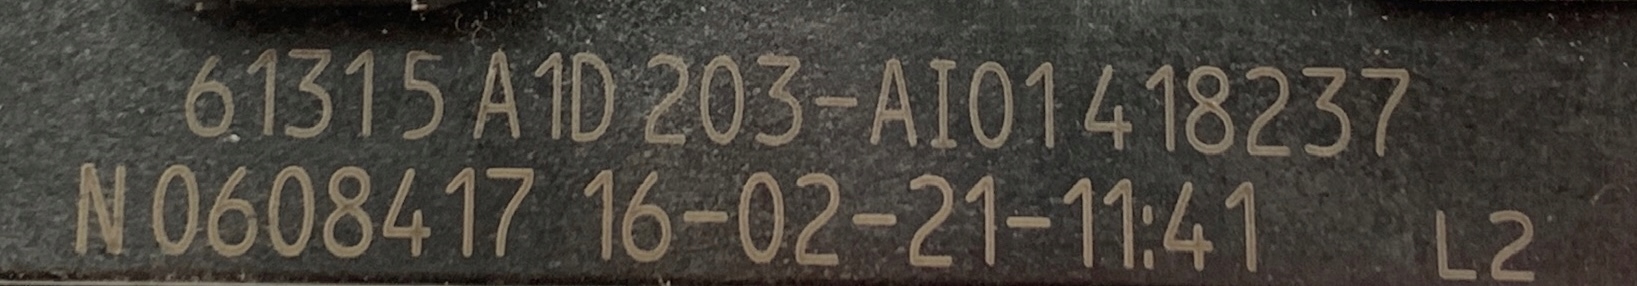 61315 A1D 203-AI01 418237
N 0608417 16-02-21-11:41 L2